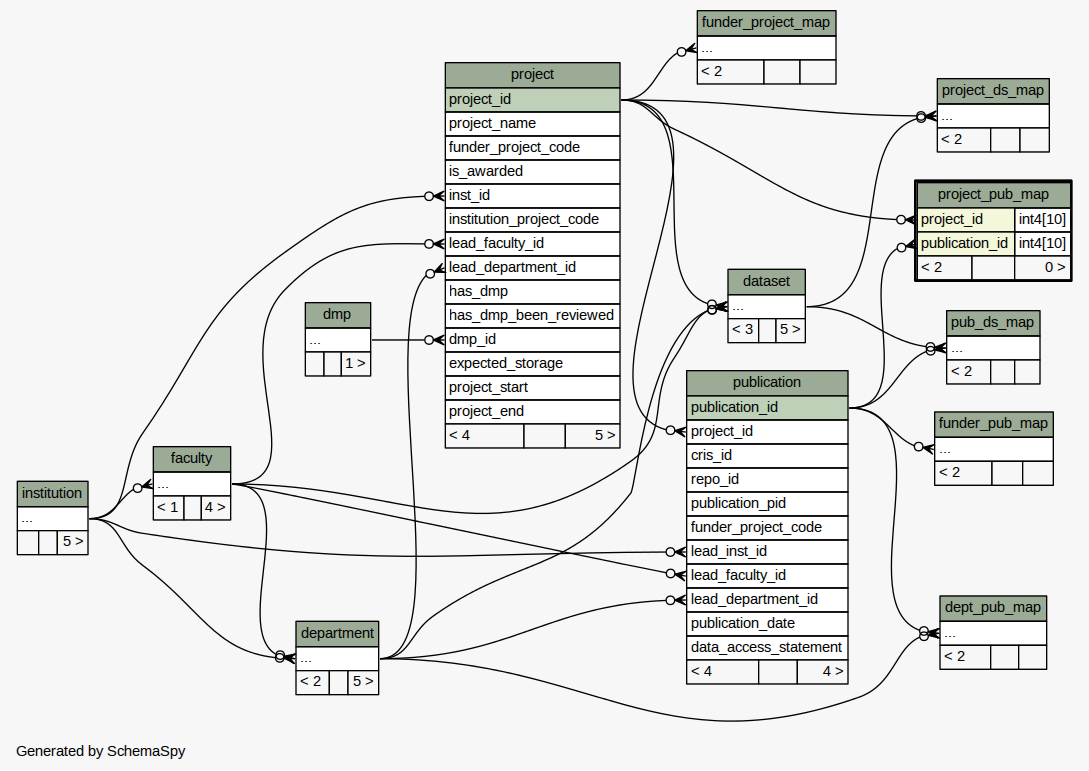 funder_project_map
...
< 2
project
project_id
project_name
funder_project_code
is_awarded
inst_id
institution_project_code
lead_faculty_id
lead_department_id
has_dmp
has_dmp_been_reviewed
dmp_id
expected_storage
project_start
project_end
< 4 5 >
project_ds_map
...
< 2
project_pub_map
project_id int4[10]
publication_id int4[10]
< 2 0 >
dataset
...
< 3 5 >
dmp
...
1 >
pub_ds_map
...
< 2
publication
publication_id
project_id
cris_id
repo_id
publication_pid
funder_project_code
lead_inst_id
lead_faculty_id
lead_department_id
publication_date
data_access_statement
< 4 4 >
funder_pub_map
...
< 2
faculty
...
< 1 4 >
institution
...
5 >
dept_pub_map
...
< 2
department
...
< 2 5 >
Generated by SchemaSpy